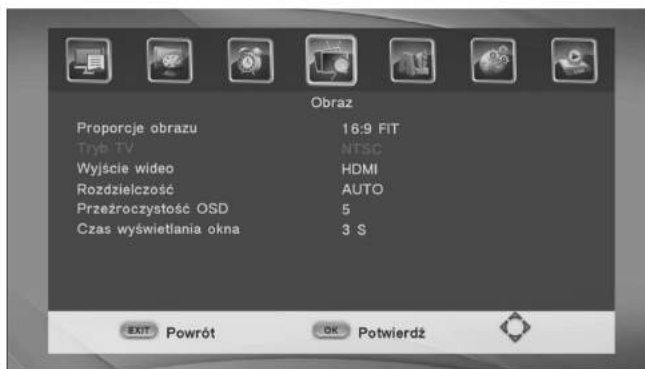 Obraz
Proporcje obrazu 16:9 FIT
Tryb TV NTSC
Wyjście wideo HDMI
Rozdzielczość AUTO
Przeźroczystość OSD 5
Czas wyświetlania okna 3 S
EXIT Powrót OK Potwierdź